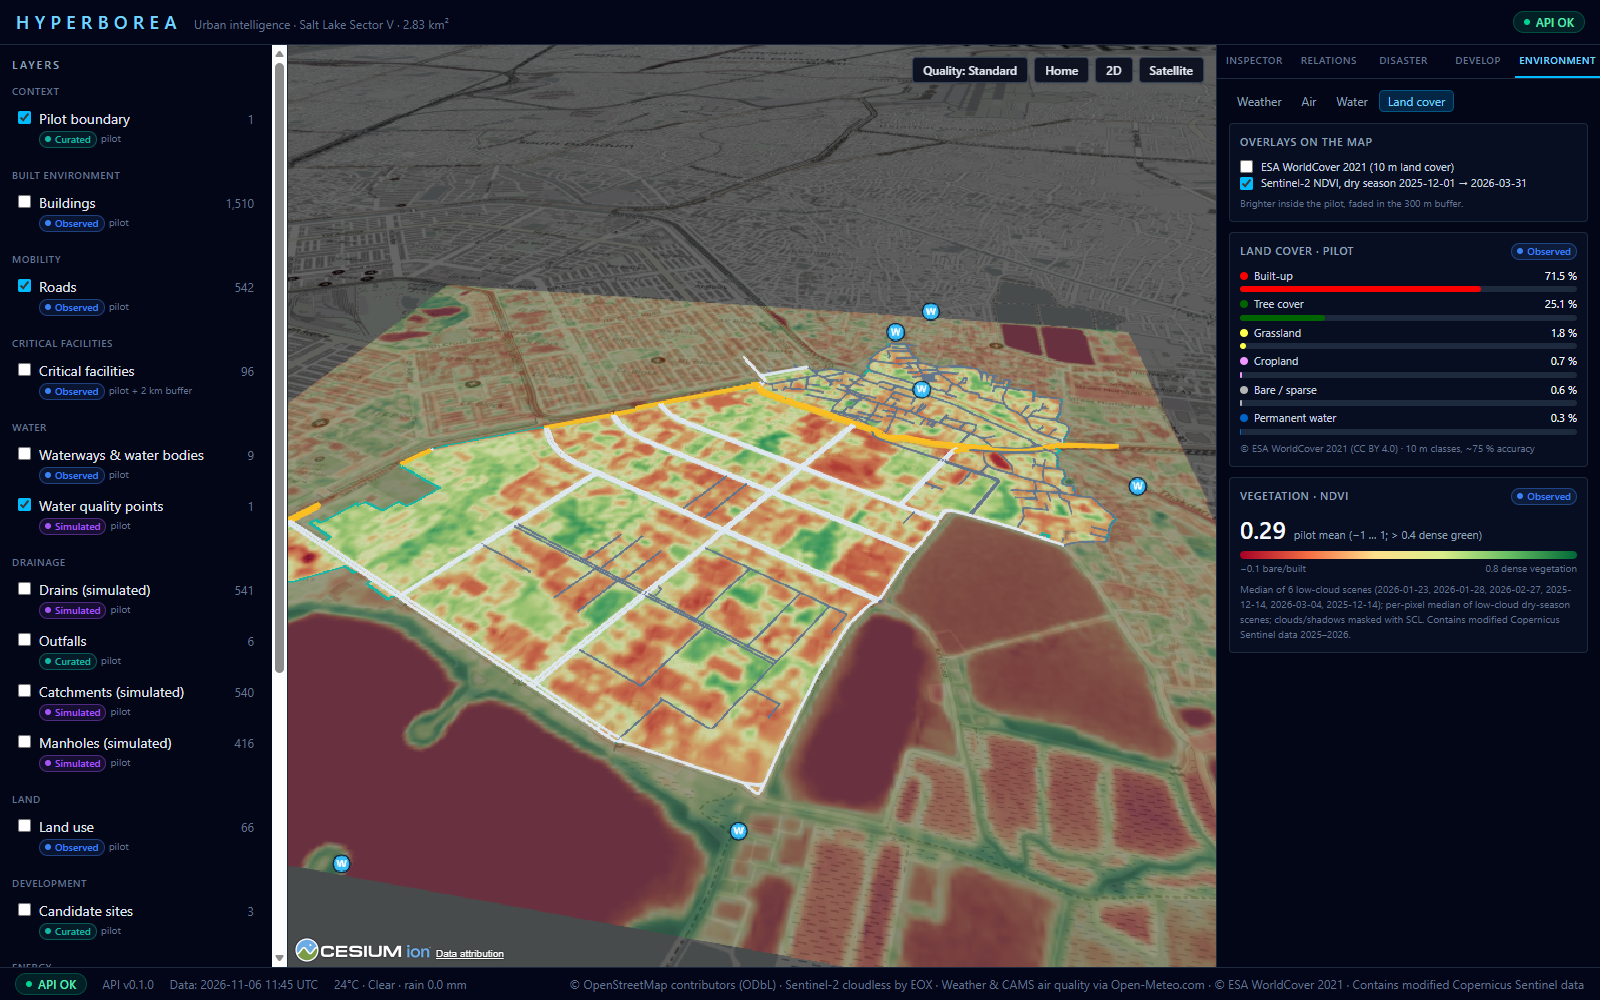 HYPERBOREA
Urban intelligence · Salt Lake Sector V · 2.83 km²
API OK
LAYERS
CONTEXT
Pilot boundary 1
Curated pilot
BUILT ENVIRONMENT
Buildings 1,510
Observed pilot
MOBILITY
Roads 542
Observed pilot
CRITICAL FACILITIES
Critical facilities 96
Observed pilot + 2 km buffer
WATER
Waterways & water bodies 9
Observed pilot
Water quality points 1
Simulated pilot
DRAINAGE
Drains (simulated) 541
Simulated pilot
Outfalls 6
Curated pilot
Catchments (simulated) 540
Simulated pilot
Manholes (simulated) 416
Simulated pilot
LAND
Land use 66
Observed pilot
DEVELOPMENT
Candidate sites 3
Curated pilot
Quality: Standard
Home
2D
Satellite
W
W
W
W
W
W
CESIUM ion Data attribution
INSPECTOR RELATIONS DISASTER DEVELOP ENVIRONMENT
Weather Air Water Land cover
OVERLAYS ON THE MAP
ESA WorldCover 2021 (10 m land cover)
Sentinel-2 NDVI, dry season 2025-12-01 → 2026-03-31
Brighter inside the pilot, faded in the 300 m buffer.
LAND COVER · PILOT Observed
Built-up 71.5 %
Tree cover 25.1 %
Grassland 1.8 %
Cropland 0.7 %
Bare / sparse 0.6 %
Permanent water 0.3 %
© ESA WorldCover 2021 (CC BY 4.0) · 10 m classes, ~75 % accuracy
VEGETATION · NDVI Observed
0.29 pilot mean (−1 … 1; > 0.4 dense green)
−0.1 bare/built 0.8 dense vegetation
Median of 6 low-cloud scenes (2026-01-23, 2026-01-28, 2026-02-27, 2025-
12-14, 2026-03-04, 2025-12-14); per-pixel median of low-cloud dry-season
scenes; clouds/shadows masked with SCL. Contains modified Copernicus
Sentinel data 2025–2026.
API OK API v0.1.0 Data: 2026-11-06 11:45 UTC 24°C · Clear · rain 0.0 mm
© OpenStreetMap contributors (ODbL) · Sentinel-2 cloudless by EOX · Weather & CAMS air quality via Open-Meteo.com · © ESA WorldCover 2021 · Contains modified Copernicus Sentinel data